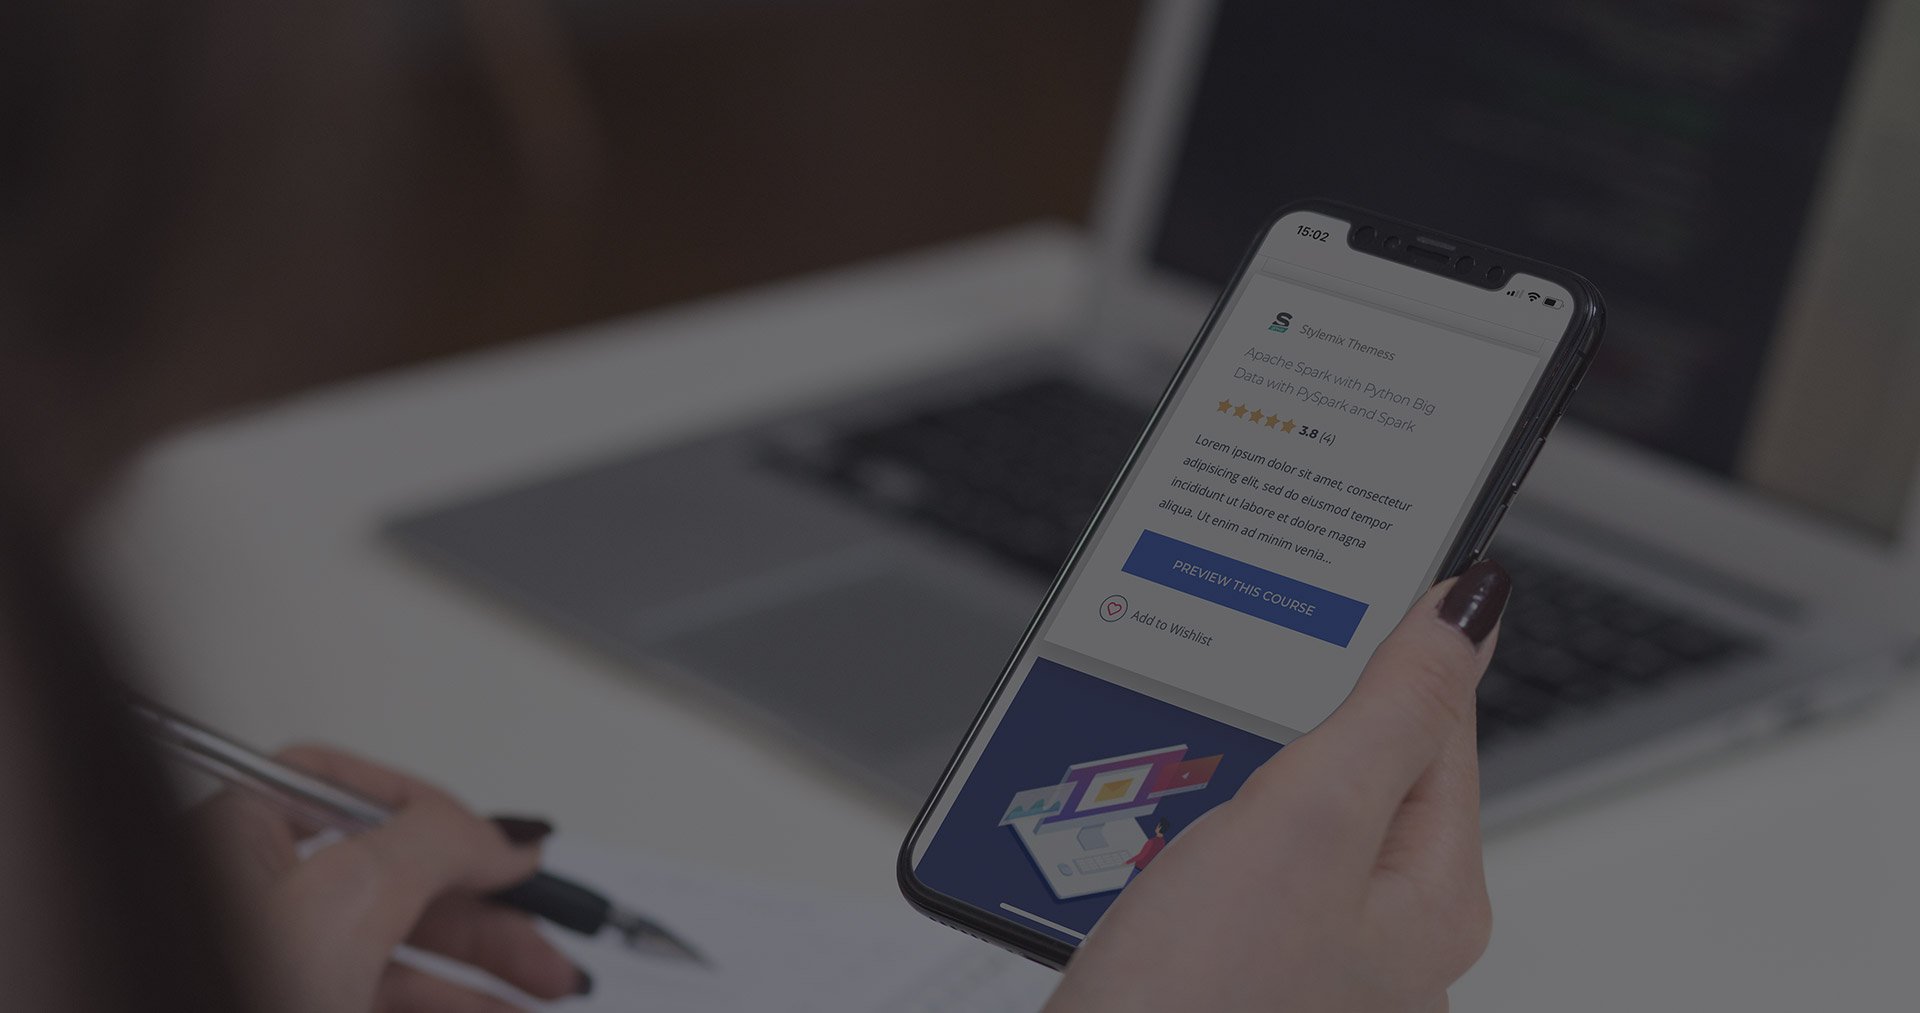 15:02
Stylemix Themess
Apache Spark with Python Big
Data with PySpark and Spark
3.8 (4)
Lorem ipsum dolor sit amet, consectetur
adipisicing elit, sed do eiusmod tempor
incididunt ut labore et dolore magna
aliqua. Ut enim ad minim venia...
PREVIEW THIS COURSE
Add to Wishlist